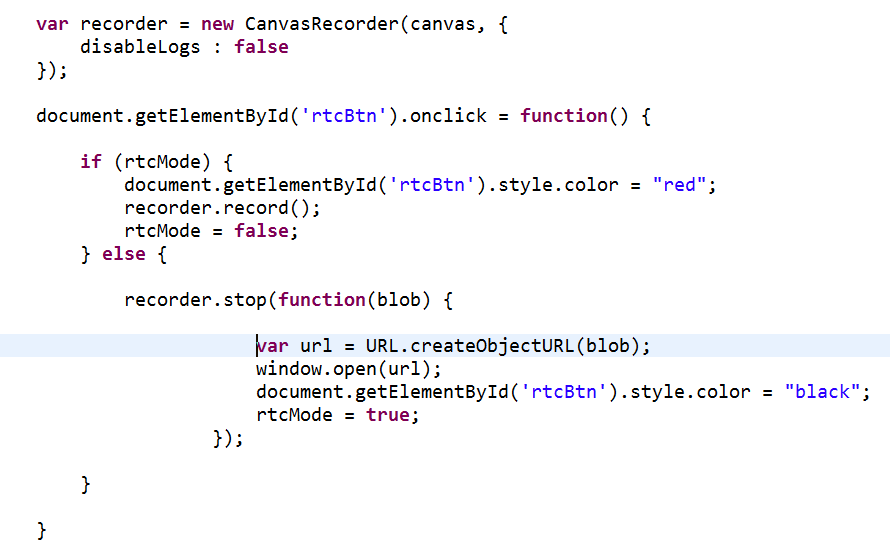 var recorder = new CanvasRecorder(canvas, {
    disableLogs : false
});
document.getElementById('rtcBtn').onclick = function() {
    if (rtcMode) {
        document.getElementById('rtcBtn').style.color = "red";
        recorder.record();
        rtcMode = false;
    } else {
        recorder.stop(function(blob) {
                    var url = URL.createObjectURL(blob);
                    window.open(url);
                    document.getElementById('rtcBtn').style.color = "black";
                    rtcMode = true;
                });
    }
}